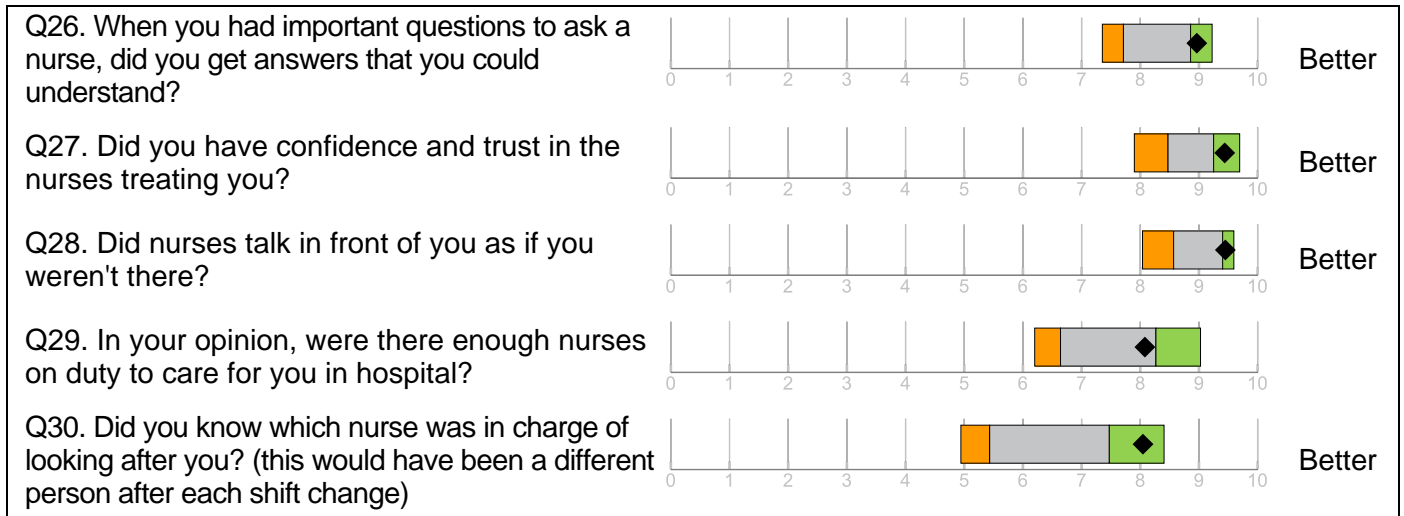 Q26. When you had important questions to ask a
nurse, did you get answers that you could
understand?
0 1 2 3 4 5 6 7 8 9 10
Better
Q27. Did you have confidence and trust in the
nurses treating you?
0 1 2 3 4 5 6 7 8 9 10
Better
Q28. Did nurses talk in front of you as if you
weren't there?
0 1 2 3 4 5 6 7 8 9 10
Better
Q29. In your opinion, were there enough nurses
on duty to care for you in hospital?
0 1 2 3 4 5 6 7 8 9 10
Q30. Did you know which nurse was in charge of
looking after you? (this would have been a different
person after each shift change)
0 1 2 3 4 5 6 7 8 9 10
Better